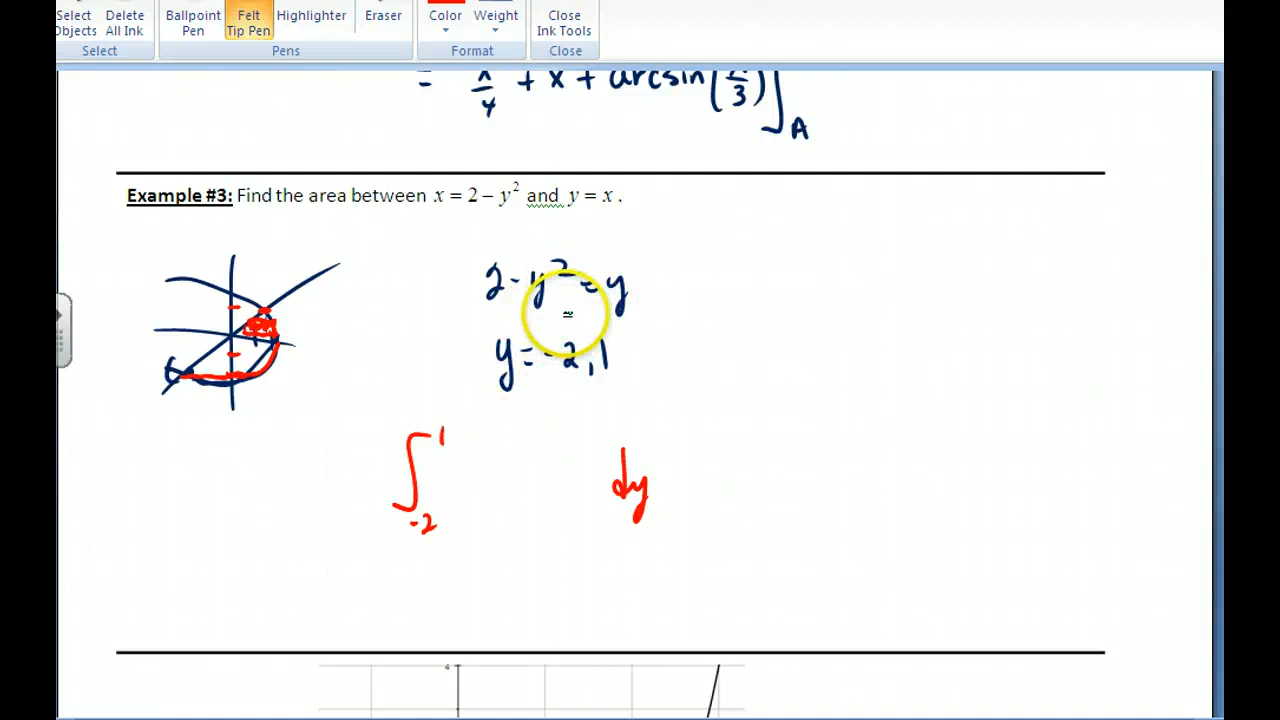 Select Objects Delete All Ink Ballpoint Pen Felt Tip Pen Highlighter Eraser Color Weight Close Ink Tools
Select Pens Format Close
= x/4 + x + arcsin( /3)]A
Example #3: Find the area between x = 2 − y² and y = x .
2 - y² = y
y = -2, 1
∫ 1 -2 dy
4